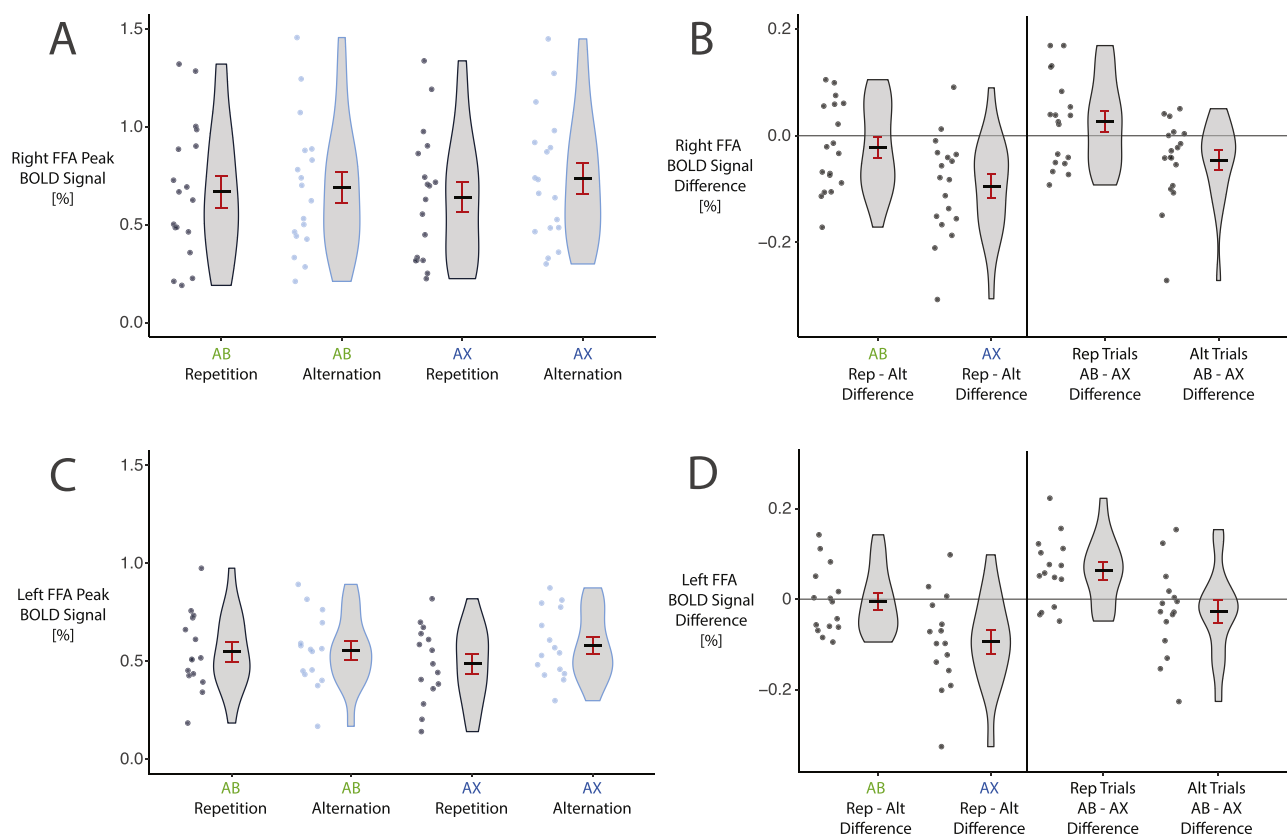 A
1.5
1.0
0.5
0.0
Right FFA Peak
BOLD Signal
[%]
AB
Repetition
AB
Alternation
AX
Repetition
AX
Alternation
B
0.2
0.0
−0.2
Right FFA
BOLD Signal
Difference
[%]
AB
Rep - Alt
Difference
AX
Rep - Alt
Difference
Rep Trials
AB - AX
Difference
Alt Trials
AB - AX
Difference
C
1.5
1.0
0.5
0.0
Left FFA Peak
BOLD Signal
[%]
AB
Repetition
AB
Alternation
AX
Repetition
AX
Alternation
D
0.2
0
−0.2
Left FFA
BOLD Signal
Difference
[%]
AB
Rep - Alt
Difference
AX
Rep - Alt
Difference
Rep Trials
AB - AX
Difference
Alt Trials
AB - AX
Difference